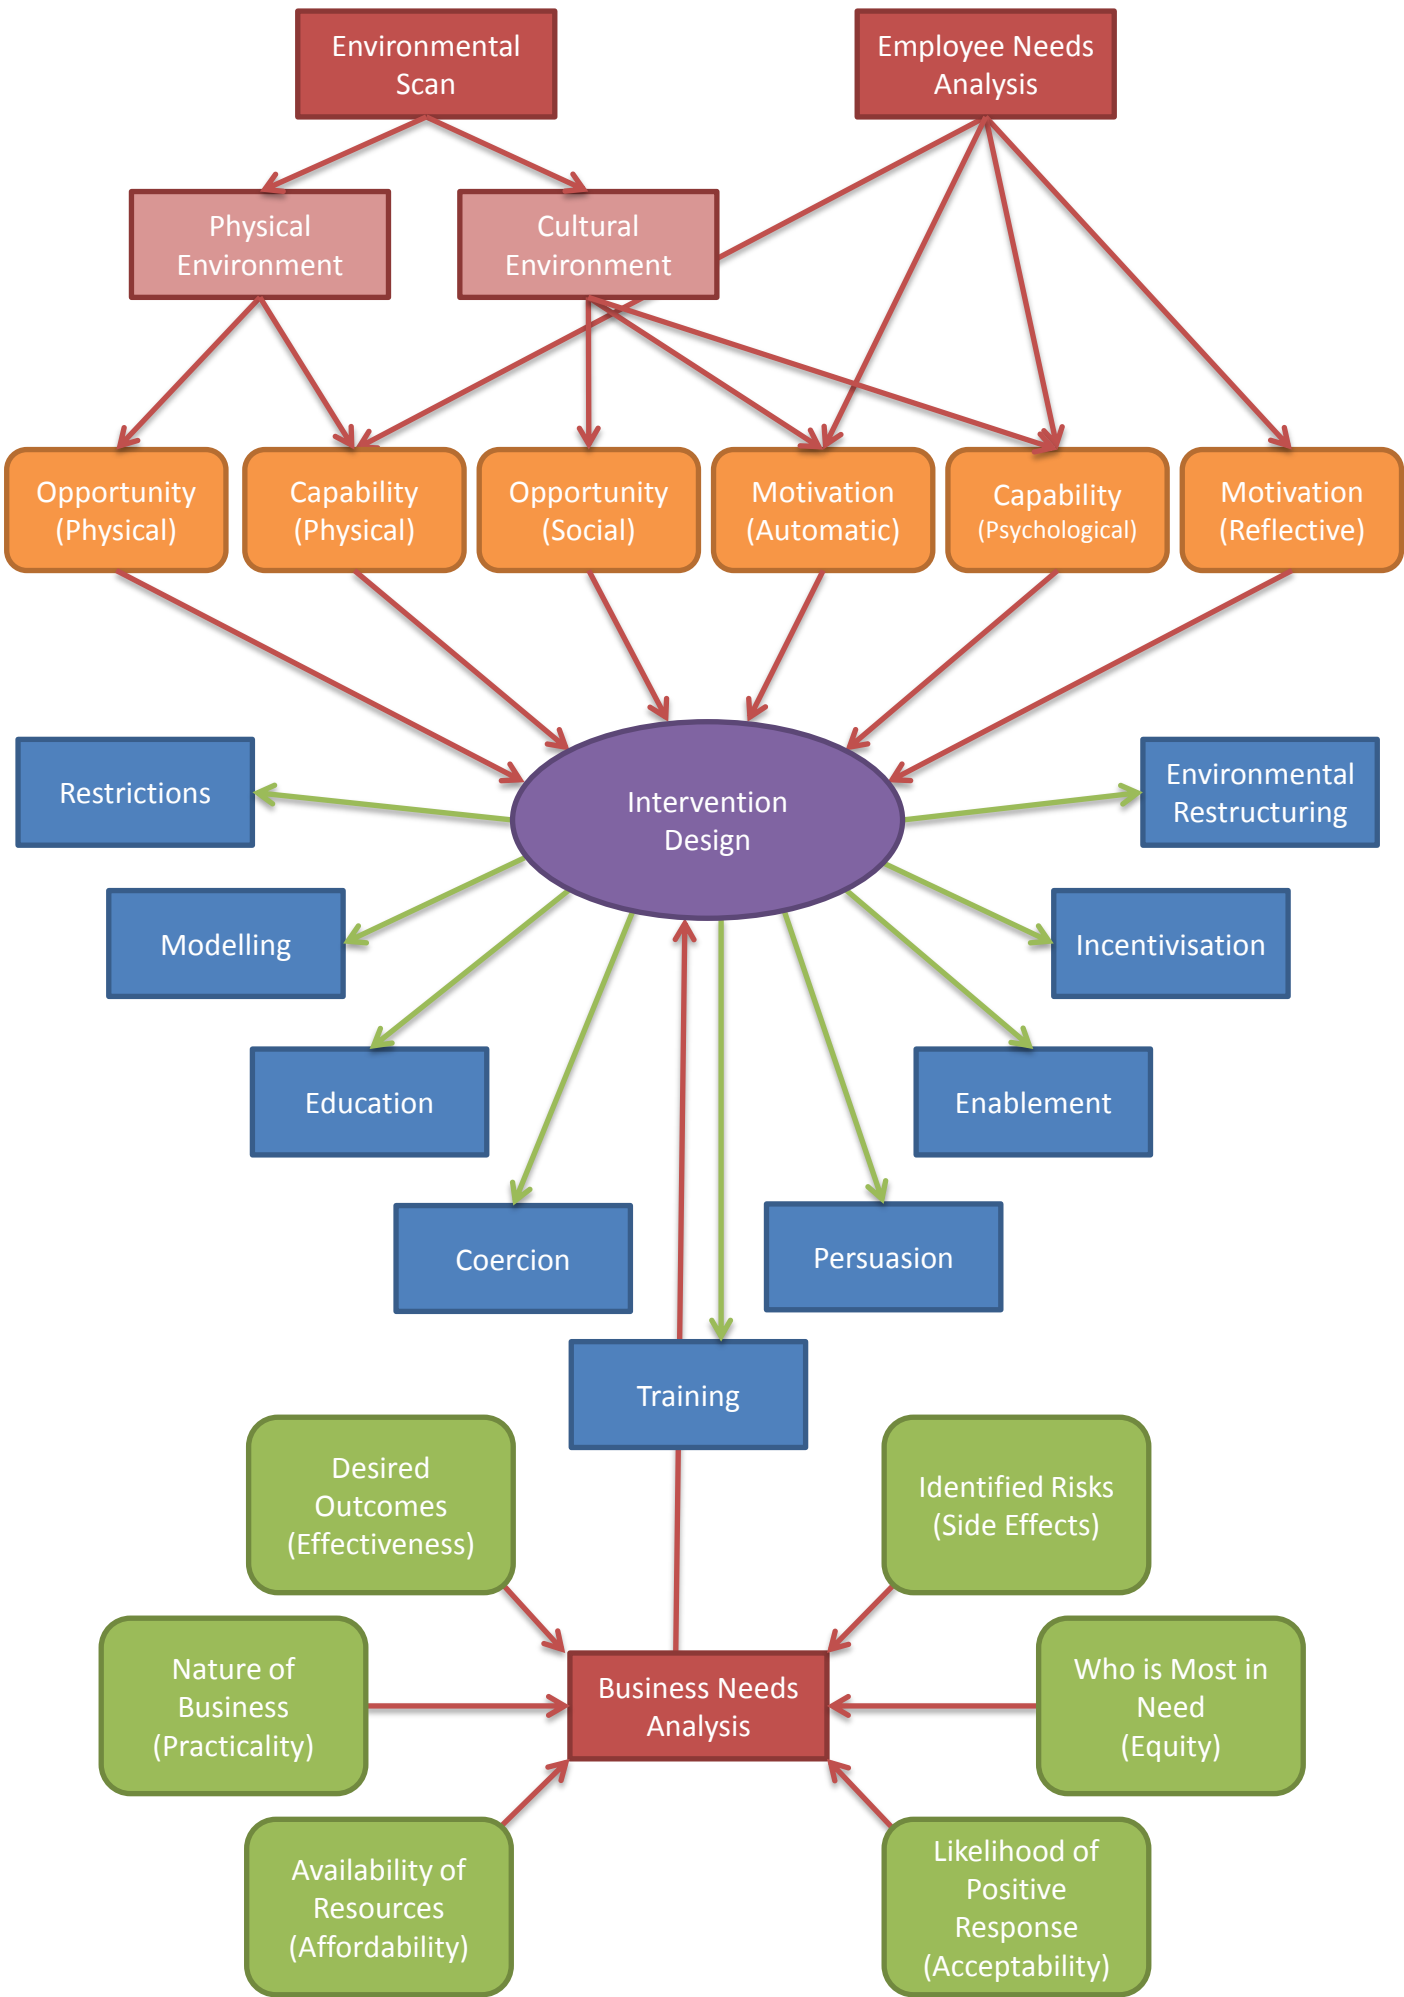 Environmental
Scan
Employee Needs
Analysis
Physical
Environment
Cultural
Environment
Opportunity
(Physical)
Capability
(Physical)
Opportunity
(Social)
Motivation
(Automatic)
Capability
(Psychological)
Motivation
(Reflective)
Intervention
Design
Restrictions
Environmental
Restructuring
Modelling
Incentivisation
Education
Enablement
Coercion
Persuasion
Training
Desired
Outcomes
(Effectiveness)
Identified Risks
(Side Effects)
Nature of
Business
(Practicality)
Business Needs
Analysis
Who is Most in
Need
(Equity)
Availability of
Resources
(Affordability)
Likelihood of
Positive
Response
(Acceptability)